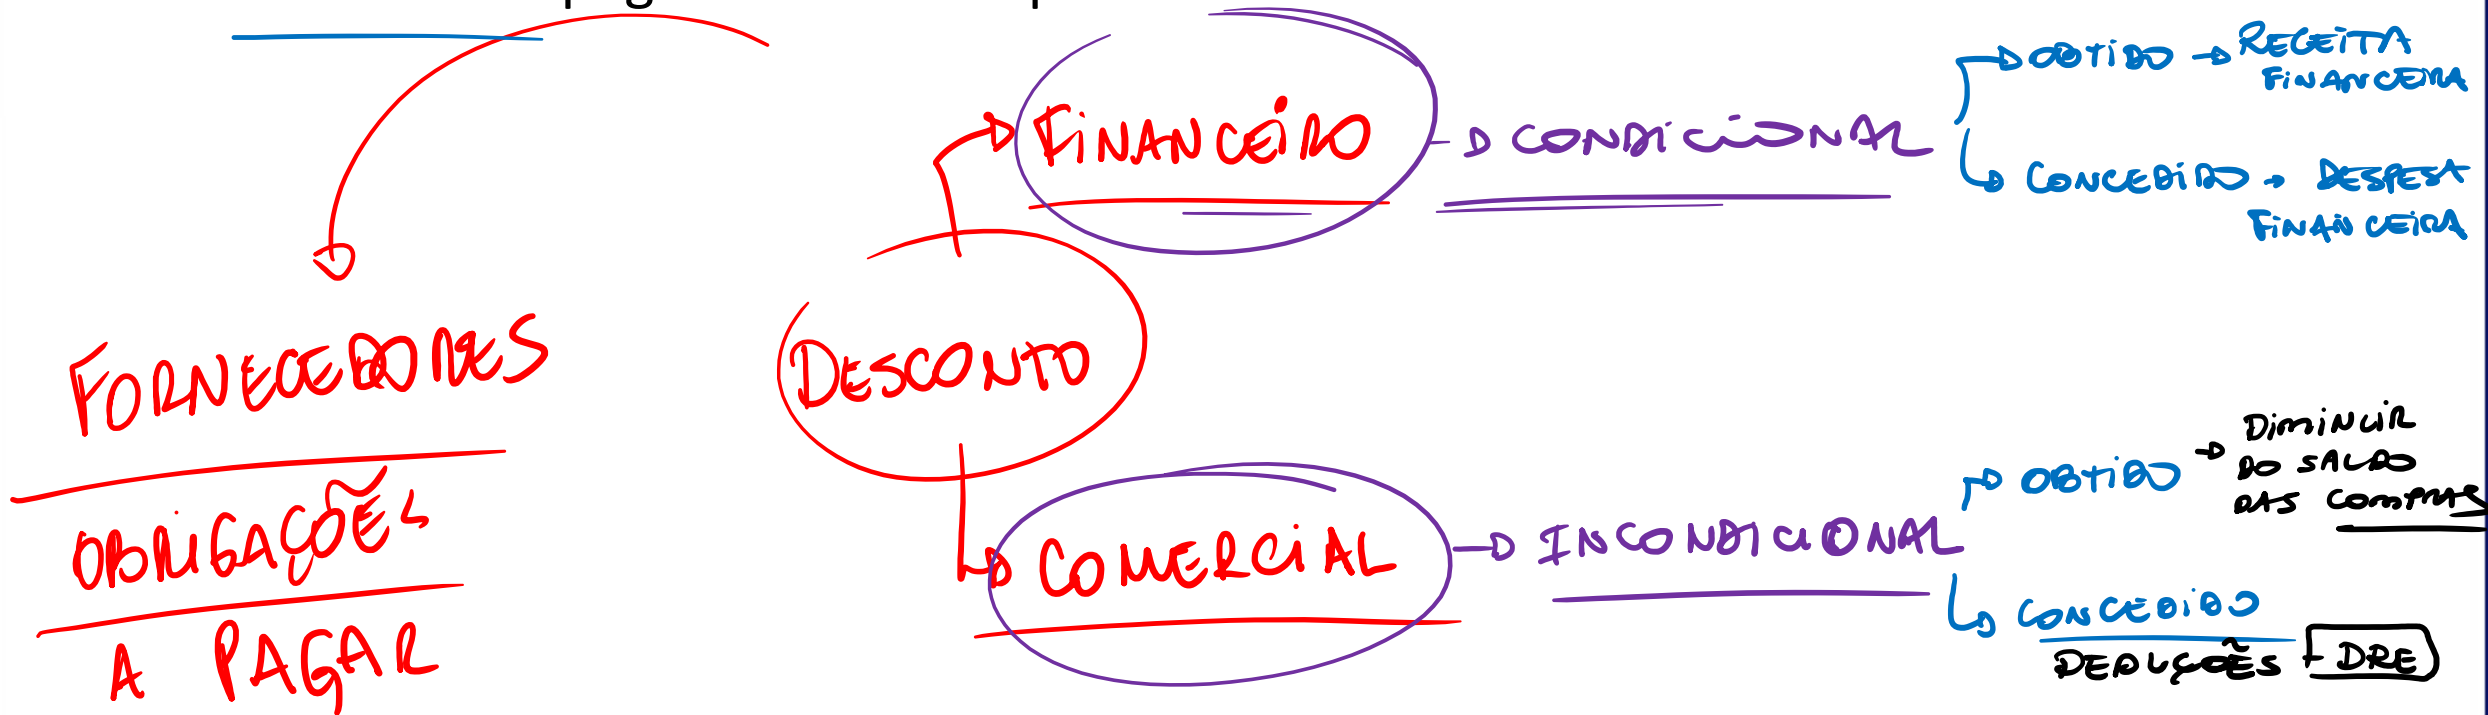 FINANCEIRO
CONDICIONAL
OBTIDO
RECEITA
FINANCEIRA
CONCEDIDO
DESPESA
FINANCEIRA
DESCONTO
FORNECEDORES
OBRIGAÇÕES
A PAGAR
COMERCIAL
INCONDICIONAL
OBTIDO
DIMINUIR
DO SALDO
DAS COMPRAS
CONCEDIDO
DEDUÇÕES
DRE